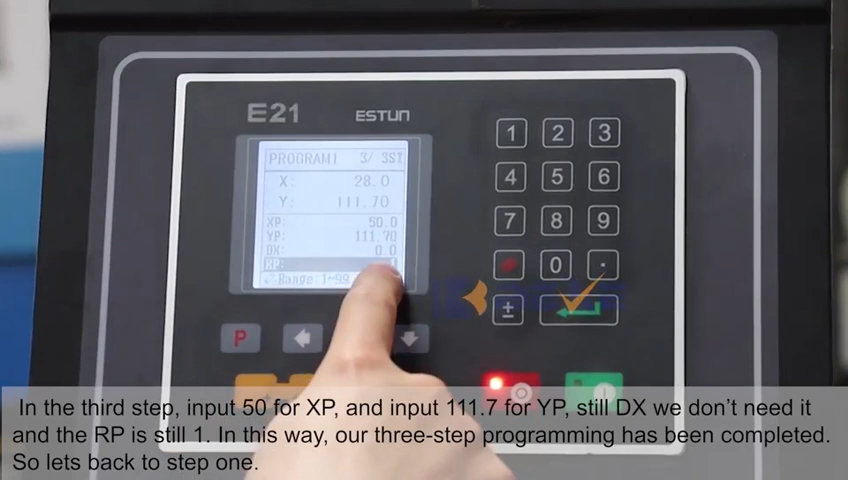 E21
ESTUN
PROGRAM1 3/ 3ST
X: 28.0
Y: 111.70
XP: 50.0
YP: 111.70
DX: 0.0
RP:
Range:1~99
1 2 3
4 5 6
7 8 9
0 .
±
P
In the third step, input 50 for XP, and input 111.7 for YP, still DX we don't need it
and the RP is still 1. In this way, our three-step programming has been completed.
So lets back to step one.